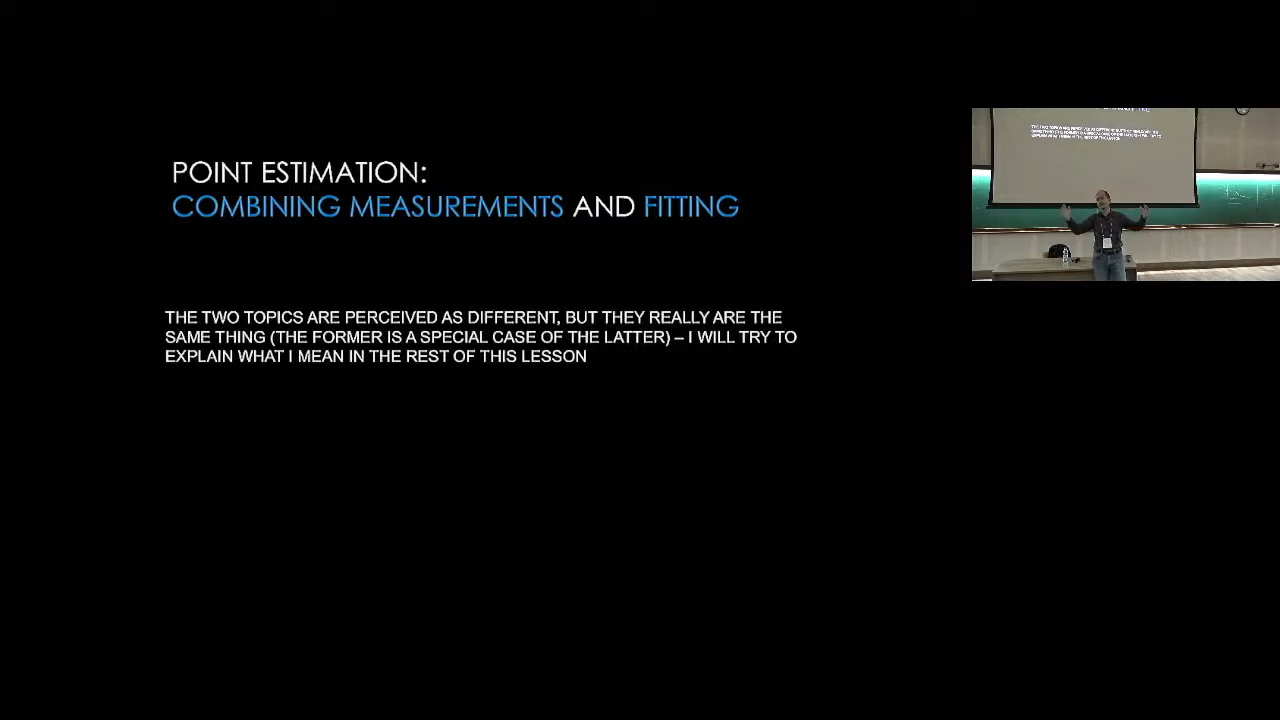 POINT ESTIMATION:
COMBINING MEASUREMENTS AND FITTING
THE TWO TOPICS ARE PERCEIVED AS DIFFERENT, BUT THEY REALLY ARE THE
SAME THING (THE FORMER IS A SPECIAL CASE OF THE LATTER) – I WILL TRY TO
EXPLAIN WHAT I MEAN IN THE REST OF THIS LESSON